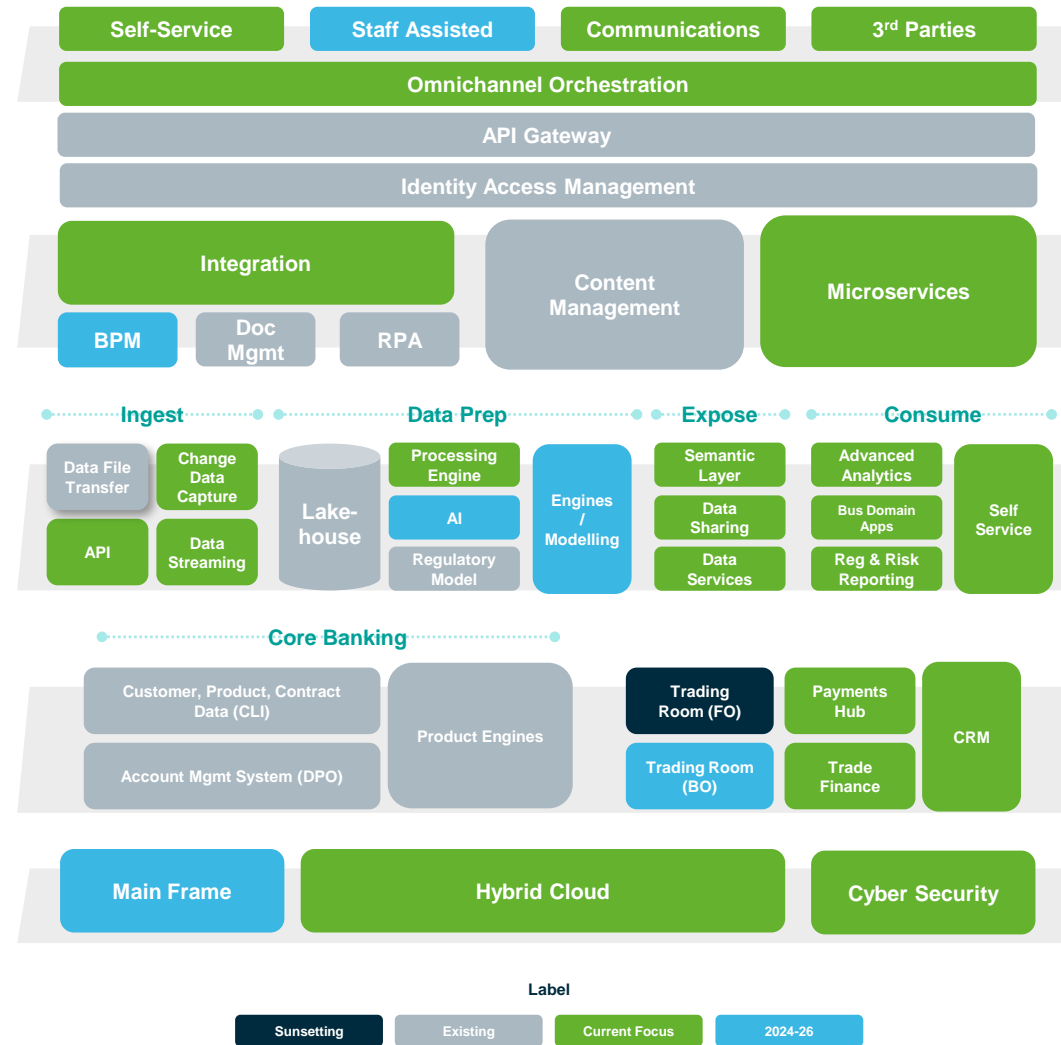 Self-Service
Staff Assisted
Communications
3rd Parties
Omnichannel Orchestration
API Gateway
Identity Access Management
Integration
Content
Management
Microservices
BPM
Doc
Mgmt
RPA
Ingest
Data Prep
Expose
Consume
Data File
Transfer
Change
Data
Capture
API
Data
Streaming
Lake-
house
Processing
Engine
AI
Regulatory
Model
Engines
/
Modelling
Semantic
Layer
Data
Sharing
Data
Services
Advanced
Analytics
Bus Domain
Apps
Reg & Risk
Reporting
Self
Service
Core Banking
Customer, Product, Contract
Data (CLI)
Account Mgmt System (DPO)
Product Engines
Trading
Room (FO)
Trading Room
(BO)
Payments
Hub
Trade
Finance
CRM
Main Frame
Hybrid Cloud
Cyber Security
Label
Sunsetting
Existing
Current Focus
2024-26